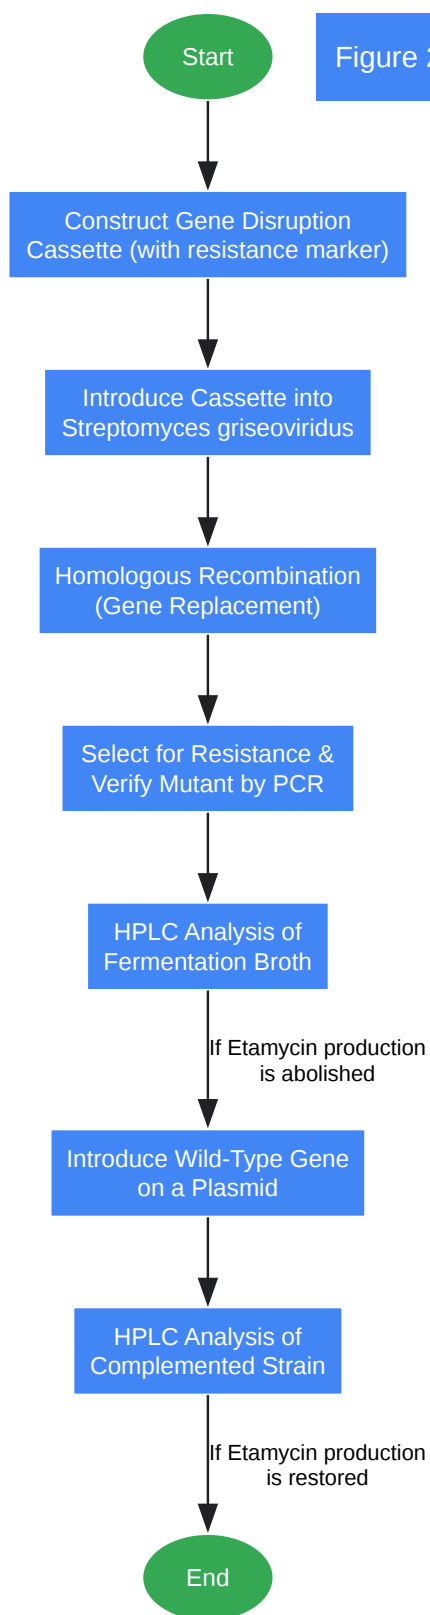 Start
Figure 2
Construct Gene Disruption
Cassette (with resistance marker)
Introduce Cassette into
Streptomyces griseoviridus
Homologous Recombination
(Gene Replacement)
Select for Resistance &
Verify Mutant by PCR
HPLC Analysis of
Fermentation Broth
If Etamycin production
is abolished
Introduce Wild-Type Gene
on a Plasmid
HPLC Analysis of
Complemented Strain
If Etamycin production
is restored
End